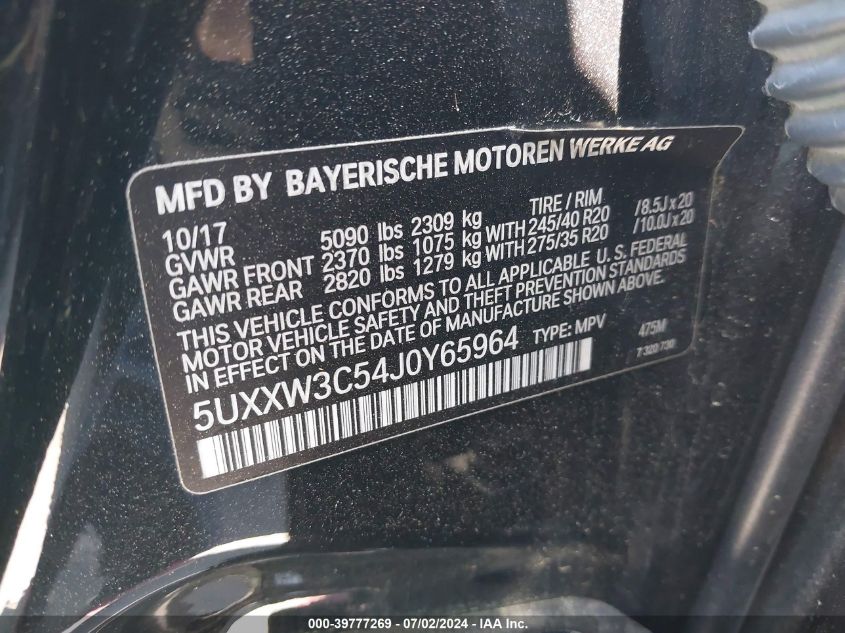 MFD BY BAYERISCHE MOTOREN WERKE AG
10/17 TIRE / RIM
GVWR 5090 lbs 2309 kg
GAWR FRONT 2370 lbs 1075 kg WITH 245/40 R20 /8.5J x 20
GAWR REAR 2820 lbs 1279 kg WITH 275/35 R20 /10.0J x 20
THIS VEHICLE CONFORMS TO ALL APPLICABLE U. S. FEDERAL
MOTOR VEHICLE SAFETY AND THEFT PREVENTION STANDARDS
IN EFFECT ON THE DATE OF MANUFACTURE SHOWN ABOVE.
5UXXW3C54J0Y65964 TYPE: MPV 475M
7 320 730
000-39777269 - 07/02/2024 - IAA Inc.